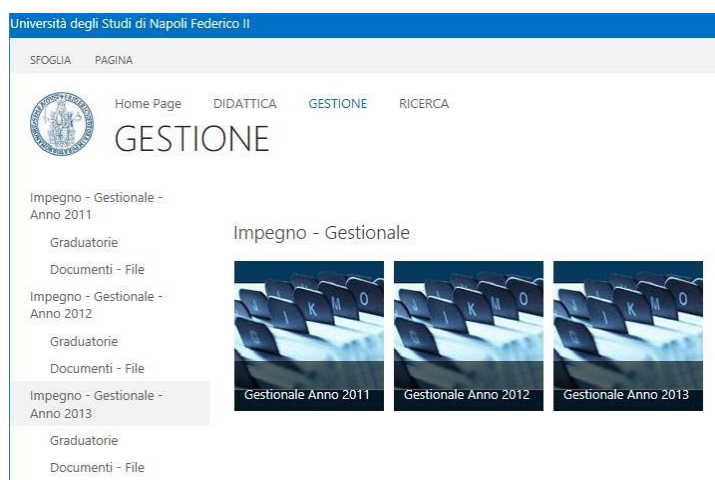 Università degli Studi di Napoli Federico II
SFOGLIA PAGINA
Home Page DIDATTICA GESTIONE RICERCA
GESTIONE
Impegno - Gestionale -
Anno 2011
Graduatorie
Documenti - File
Impegno - Gestionale -
Anno 2012
Graduatorie
Documenti - File
Impegno - Gestionale -
Anno 2013
Graduatorie
Documenti - File
Impegno - Gestionale
Gestionale Anno 2011
Gestionale Anno 2012
Gestionale Anno 2013